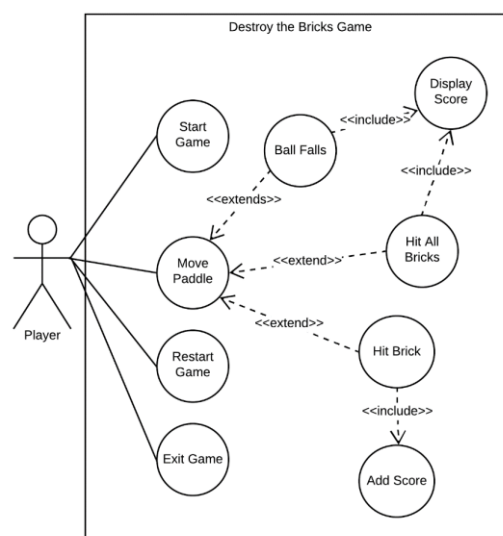 Destroy the Bricks Game
Display
Score
<<include>>
Start
Game
Ball Falls
<<include>>
<<extends>>
Hit All
Bricks
Move
Paddle
<<extend>>
Player
<<extend>>
Hit Brick
Restart
Game
<<include>>
Exit Game
Add Score